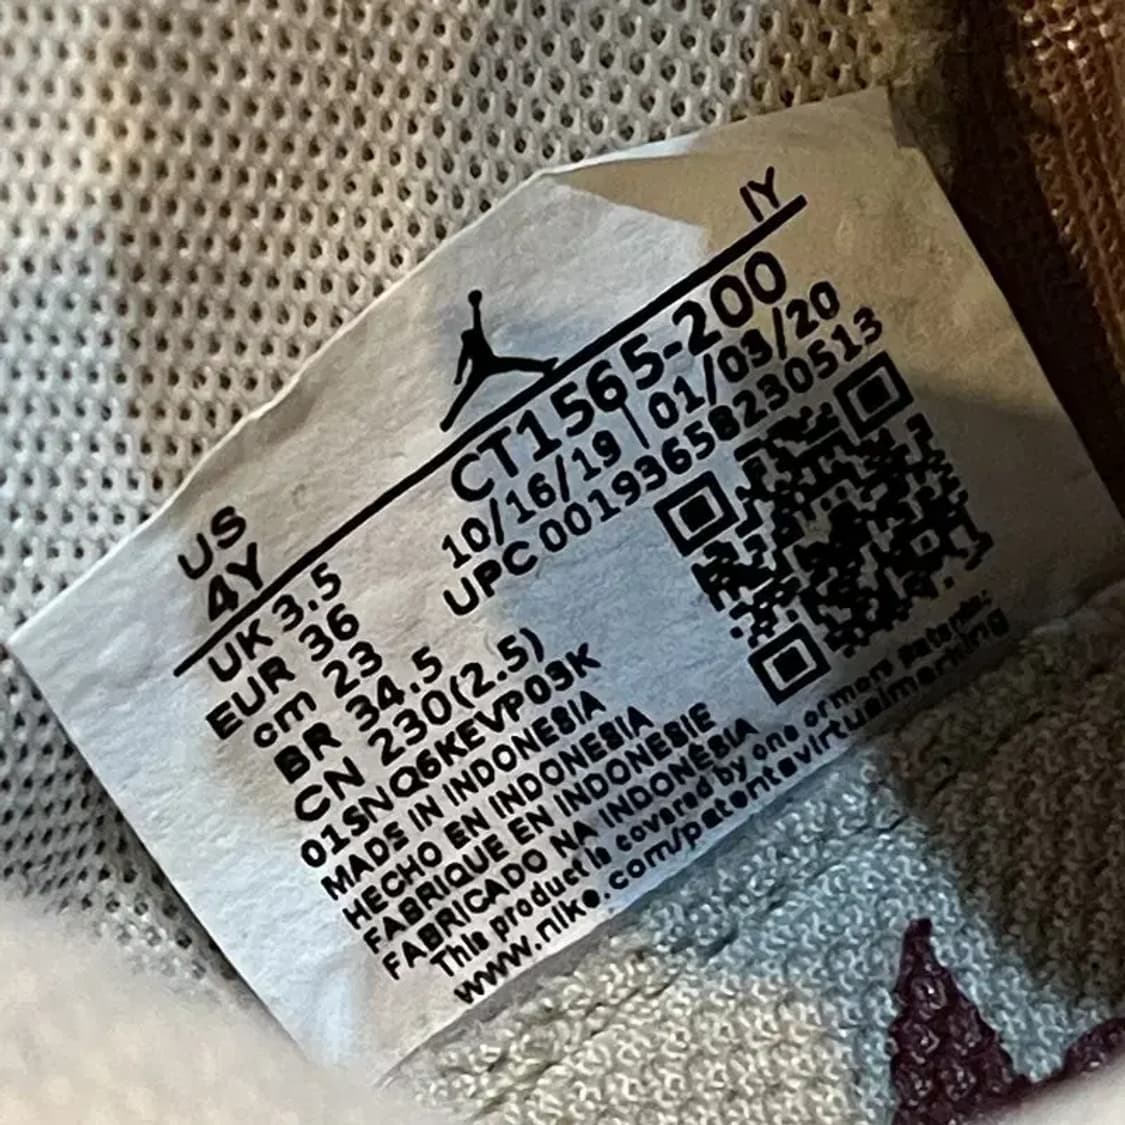 IY
US
4Y
UK 3.5
EUR 36
cm 23
BR 34.5
CN 230(2.5)
CT1565-200
10/16/19 | 01/03/20
UPC 00193658230513
01SNQ6KEVP03K
MADE IN INDONESIA
HECHO EN INDONESIA
FABRIQUE EN INDONESIE
FABRICADO NA INDONÉSIA
This product is covered by one or more Patents:
www.nike.com/patentsvirtualmarking